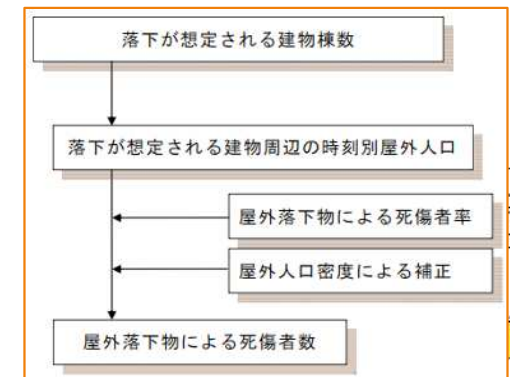 落下が想定される建物棟数
落下が想定される建物周辺の時刻別屋外人口
屋外落下物による死傷者率
屋外人口密度による補正
屋外落下物による死傷者数